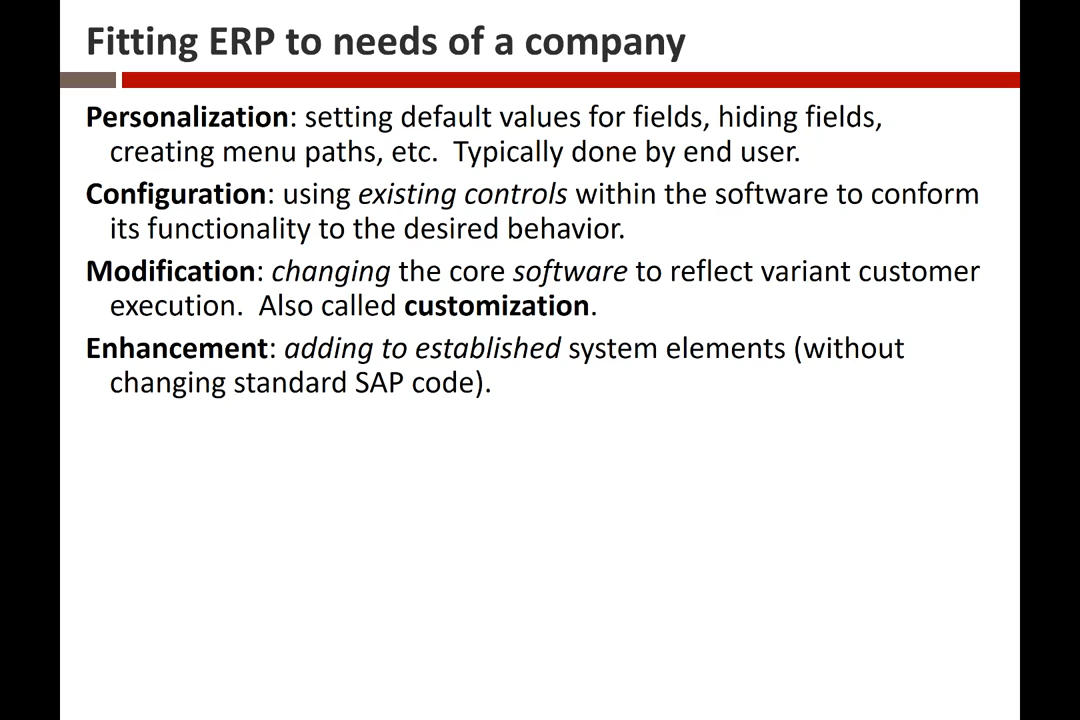 Fitting ERP to needs of a company
Personalization: setting default values for fields, hiding fields,
creating menu paths, etc.  Typically done by end user.
Configuration: using existing controls within the software to conform
its functionality to the desired behavior.
Modification: changing the core software to reflect variant customer
execution.  Also called customization.
Enhancement: adding to established system elements (without
changing standard SAP code).